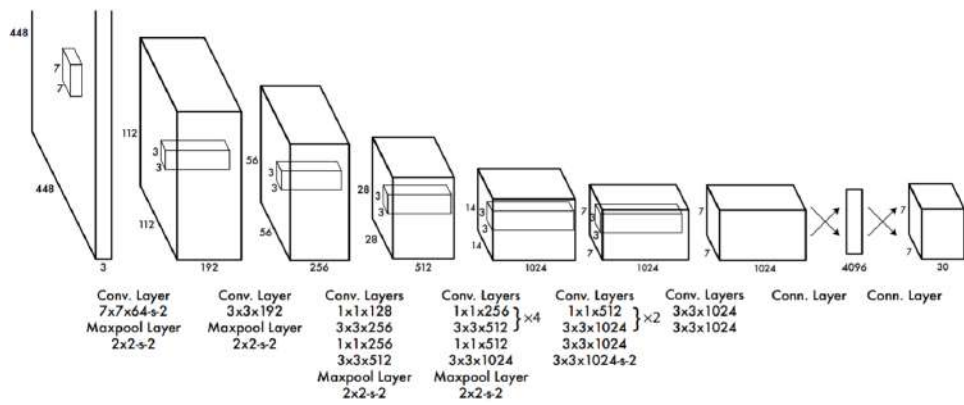 448
448
7
7
3
112
112
3
3
192
56
56
3
3
256
28
28
3
3
512
14
14
3
3
1024
7
7
3
3
1024
7
7
1024
4096
7
7
30
Conv. Layer
7x7x64-s-2
Maxpool Layer
2x2-s-2
Conv. Layer
3x3x192
Maxpool Layer
2x2-s-2
Conv. Layers
1x1x128
3x3x256
1x1x256
3x3x512
Maxpool Layer
2x2-s-2
Conv. Layers
1x1x256
3x3x512 } ×4
1x1x512
3x3x1024
Maxpool Layer
2x2-s-2
Conv. Layers
1x1x512
3x3x1024 } ×2
3x3x1024
3x3x1024-s-2
Conv. Layers
3x3x1024
3x3x1024
Conn. Layer
Conn. Layer